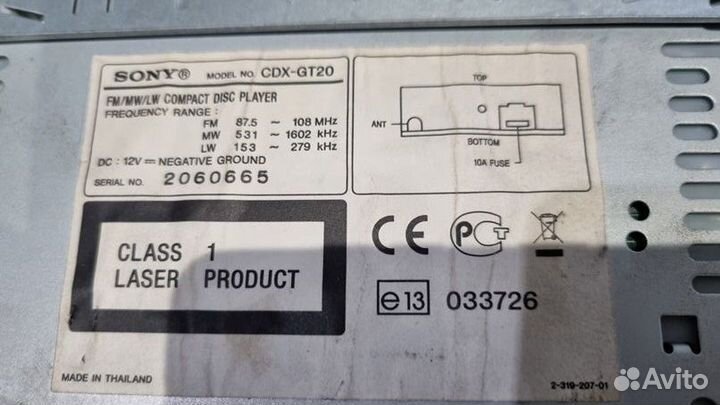 SONY® MODEL NO. CDX-GT20
FM/MW/LW COMPACT DISC PLAYER
FREQUENCY RANGE :
FM 87.5 ~ 108 MHz
MW 531 ~ 1602 kHz
LW 153 ~ 279 kHz
DC : 12V ⎓ NEGATIVE GROUND
SERIAL NO. 2060665
TOP
ANT
BOTTOM
10A FUSE
CLASS 1
LASER PRODUCT
CE PCT
e13 033726
MADE IN THAILAND
2-319-207-01
Avito